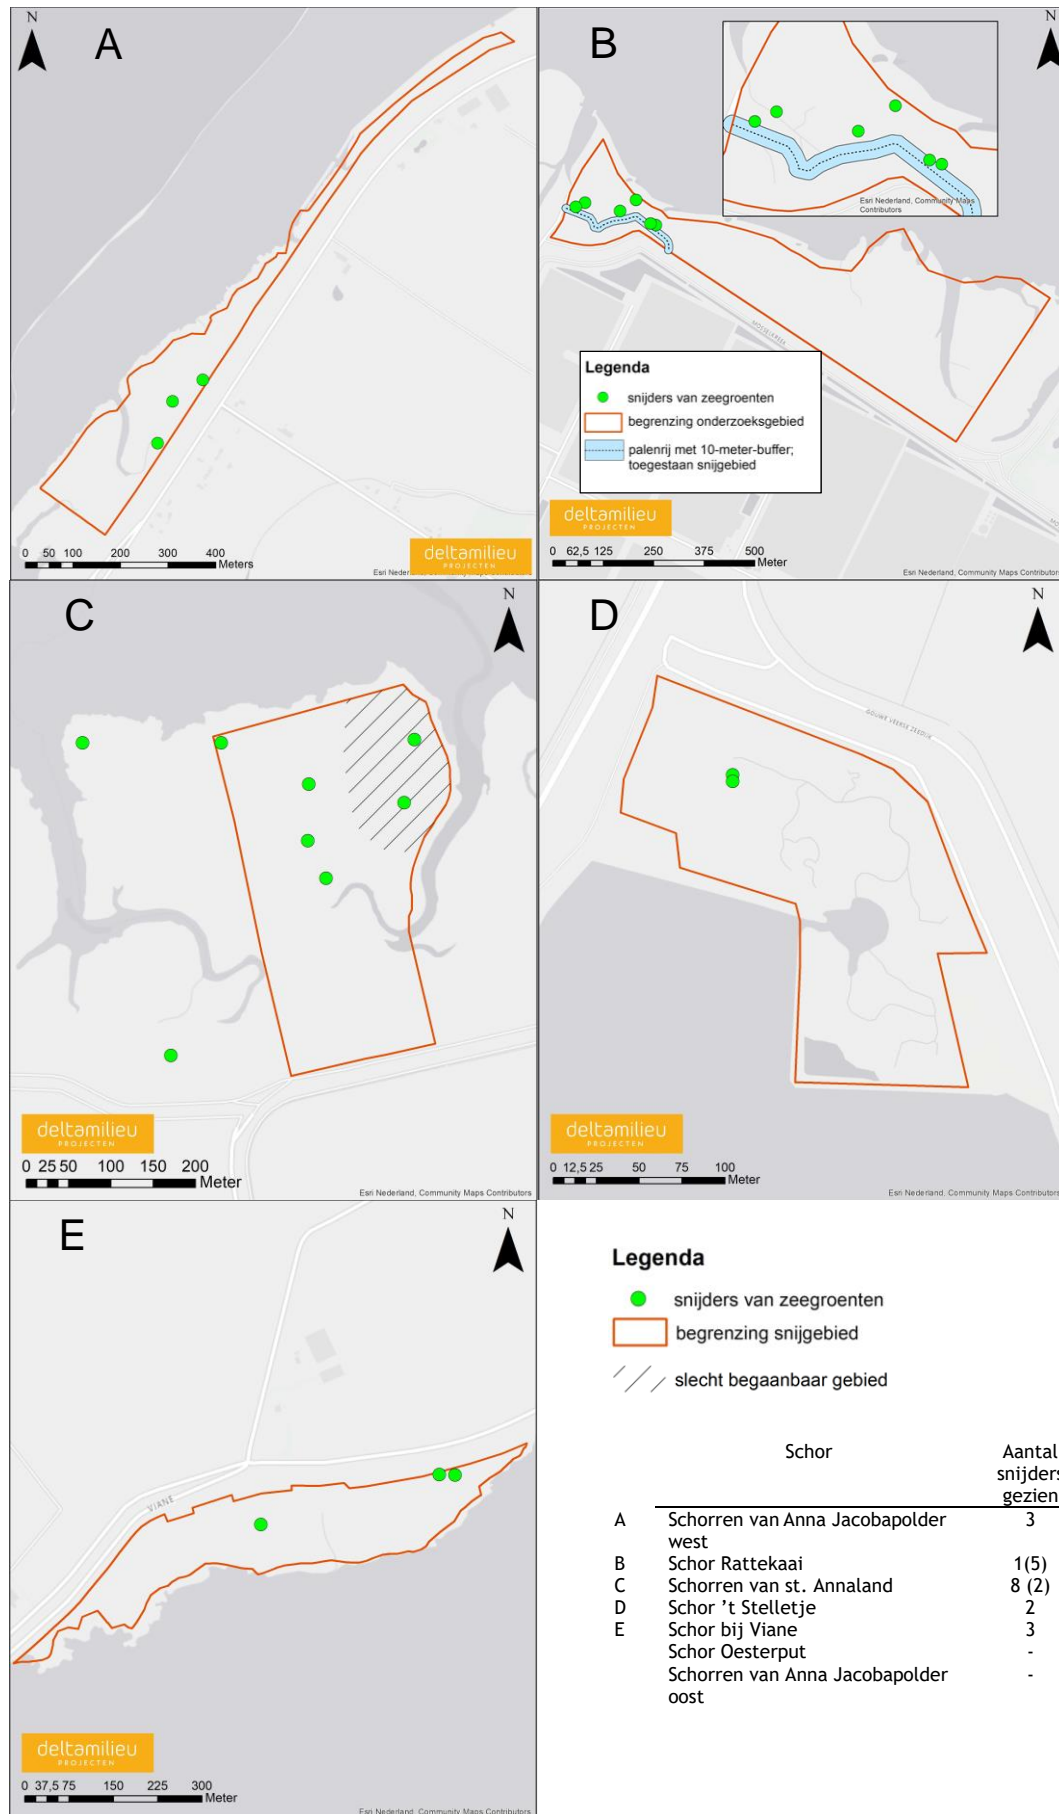 N
A
0 50 100 200 300 400
Meters
deltamilieu
PROJECTEN
N
B
Esri Nederland, Community Maps
Contributors
Legenda
snijders van zeegroenten
begrenzing onderzoeksgebied
palenrij met 10-meter-buffer;
toegestaan snijgebied
deltamilieu
PROJECTEN
0 62,5 125 250 375 500
Meter
Esri Nederland, Community Maps Contributors
N
C
deltamilieu
PROJECTEN
0 25 50 100 150 200
Meter
Esri Nederland, Community Maps Contributors
N
D
GOUWE VEERSE ZEEDIJK
deltamilieu
PROJECTEN
0 12,5 25 50 75 100
Meter
Esri Nederland, Community Maps Contributors
N
E
VIANE
deltamilieu
PROJECTEN
0 37,5 75 150 225 300
Meter
Esri Nederland, Community Maps Contributors
Legenda
snijders van zeegroenten
begrenzing snijgebied
slecht begaanbaar gebied
Schor Aantal
snijders
gezien
A Schorren van Anna Jacobapolder 3
west
B Schor Rattekaai 1(5)
C Schorren van st. Annaland 8 (2)
D Schor ’t Stelletje 2
E Schor bij Viane 3
Schor Oesterput -
Schorren van Anna Jacobapolder -
oost